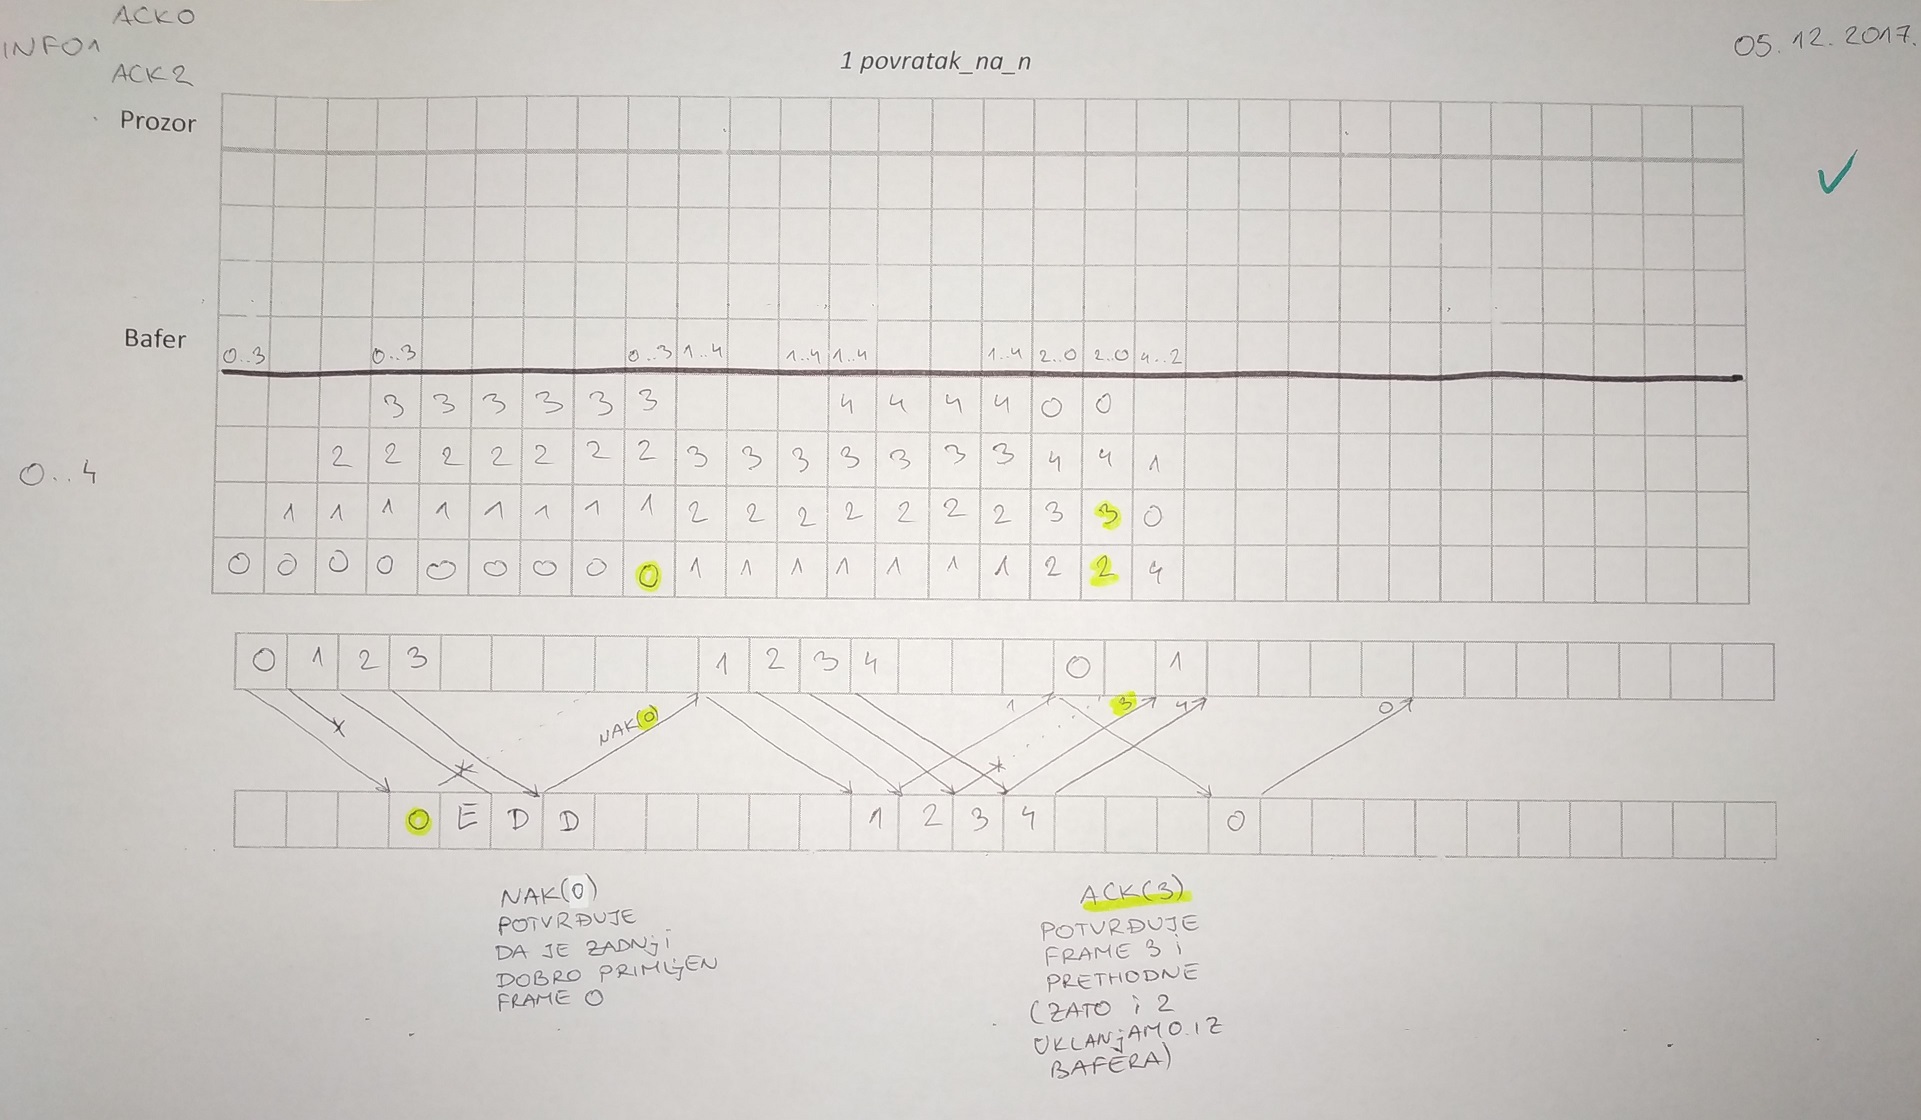 ACK0
INFO1
ACK2
1 povratak_na_n
05.12.2017.
Prozor
Bafer
0..3 0..3 0..3 1..4 1..4 1..4 1..4 2..0 2..0 4..2
3 3 3 3 3 3 4 4 4 4 0 0
0..4
2 2 2 2 2 2 2 3 3 3 3 3 3 3 4 4 1
1 1 1 1 1 1 1 1 2 2 2 2 2 2 2 3 3 0
0 0 0 0 0 0 0 0 0 1 1 1 1 1 1 1 2 2 4
0 1 2 3 1 2 3 4 0 1
NAK(0) 1 3 4 0
0 E D D 1 2 3 4 0
NAK(0)
POTVRĐUJE
DA JE ZADNJI
DOBRO PRIMLJEN
FRAME 0
ACK(3)
POTVRĐUJE
FRAME 3 i
PRETHODNE
(ZATO i 2
UKLANJAMO IZ
BAFERA)